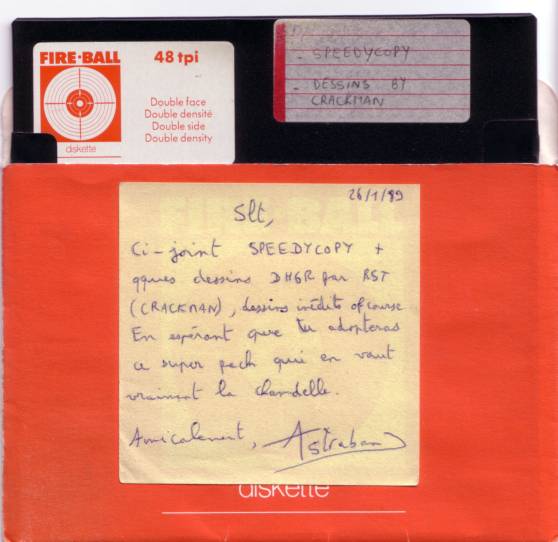 FIRE·BALL
48 tpi
Double face
Double densité
Double side
Double density
diskette
- SPEEDYCOPY
- DESSINS BY
CRACKMAN
26/1/89
Slt,
Ci-joint SPEEDYCOPY +
qques dessins DHGR par RST
(CRACKMAN), dessins inédits of course
En espérant que tu adopteras
ce super pack qui en vaut
vraiment la chandelle.
Amicalement, Astraban
diskette